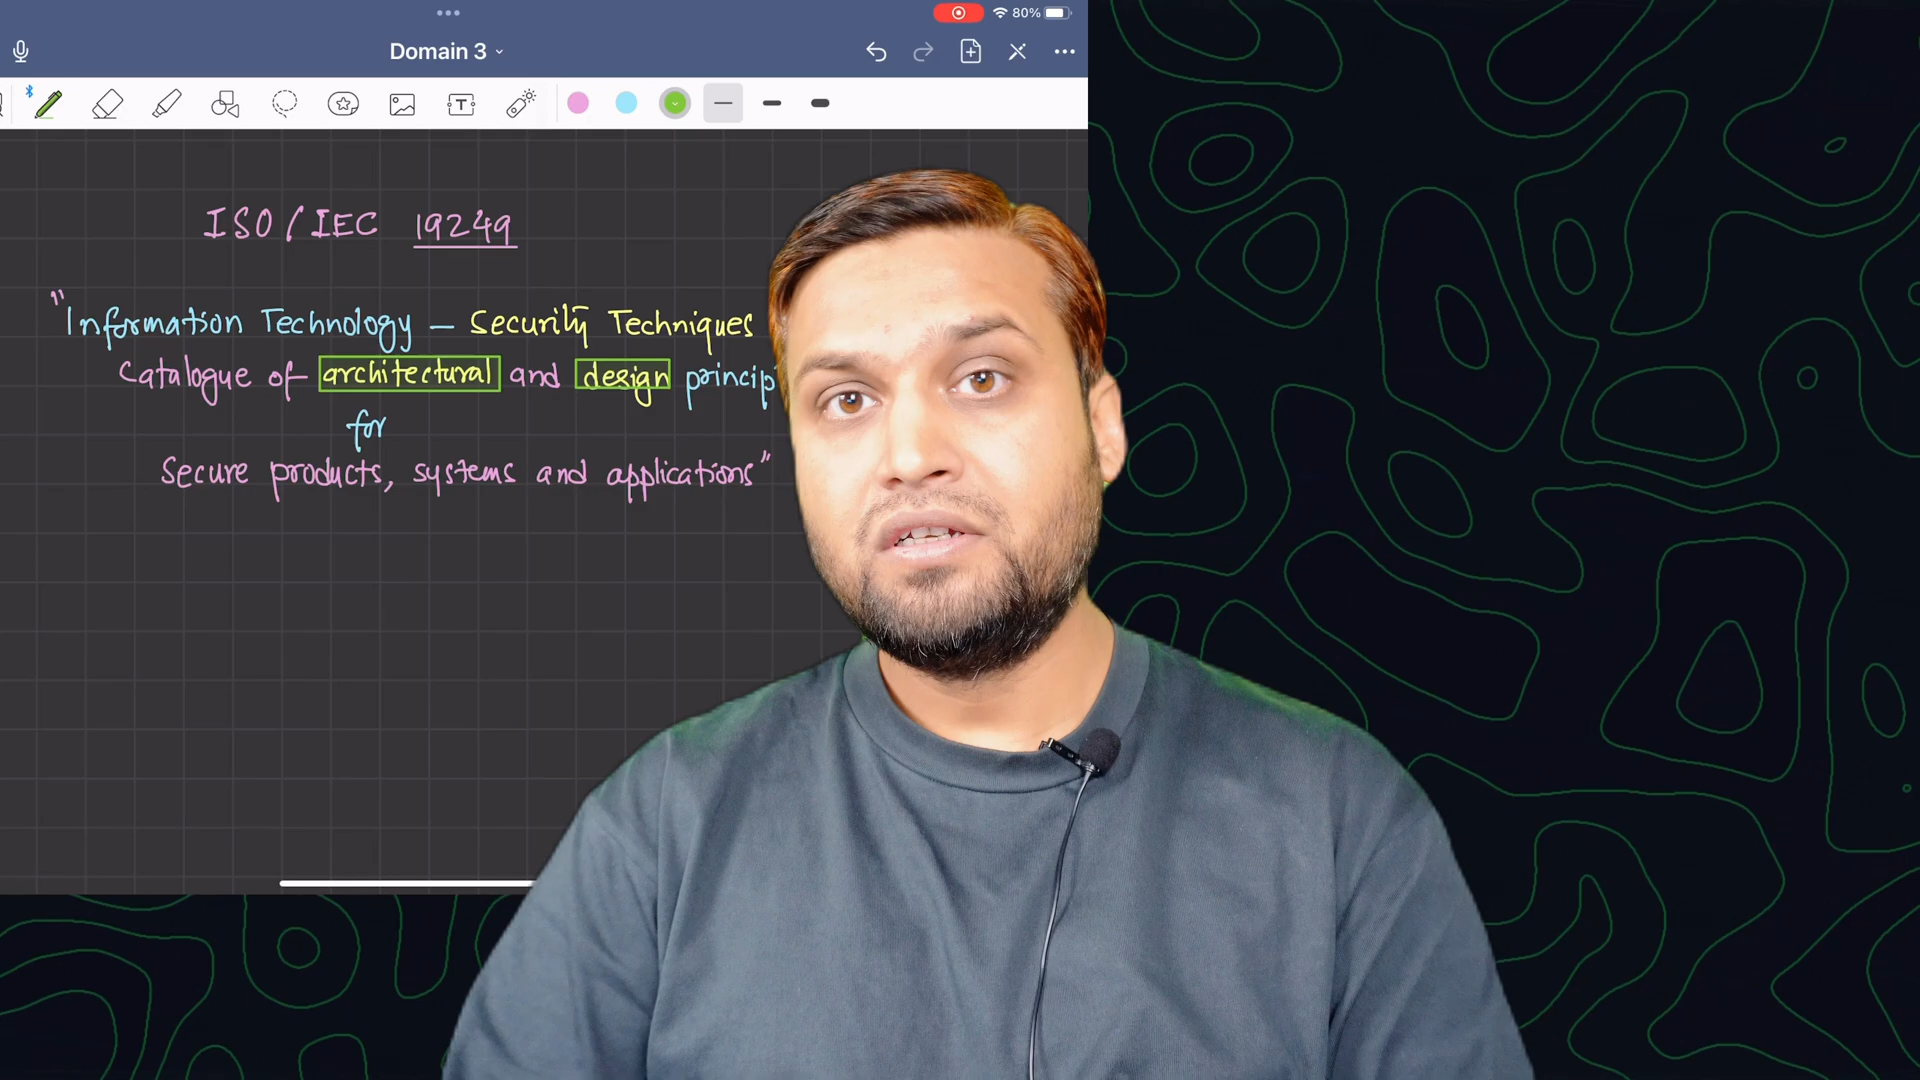 80%
Domain 3
T
ISO/IEC 19249
"Information Technology – Security Techniques
Catalogue of architectural and design princip
for
Secure products, systems and applications"